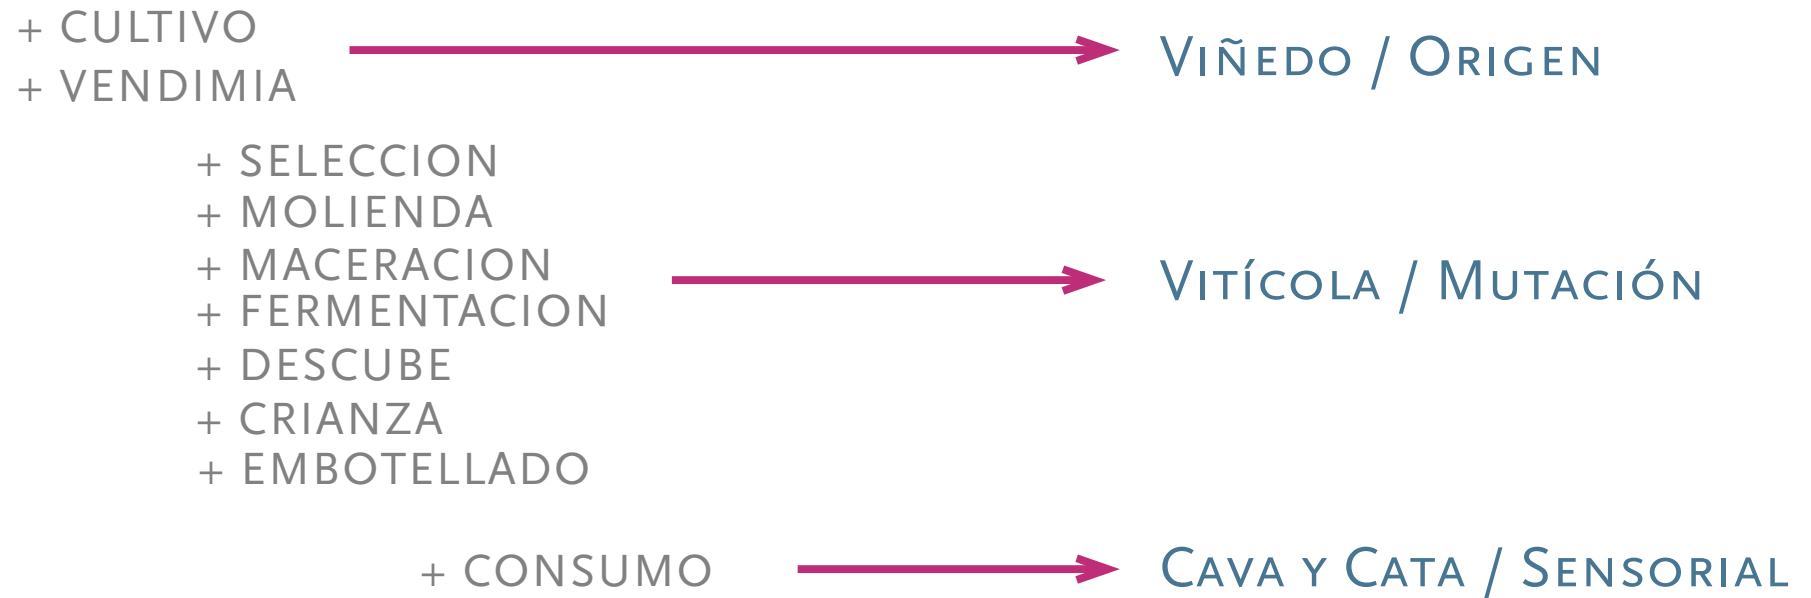 + CULTIVO
+ VENDIMIA
Viñedo / Origen
+ SELECCION
+ MOLIENDA
+ MACERACION
+ FERMENTACION
+ DESCUBE
+ CRIANZA
+ EMBOTELLADO
Vitícola / Mutación
+ CONSUMO
Cava y Cata / Sensorial